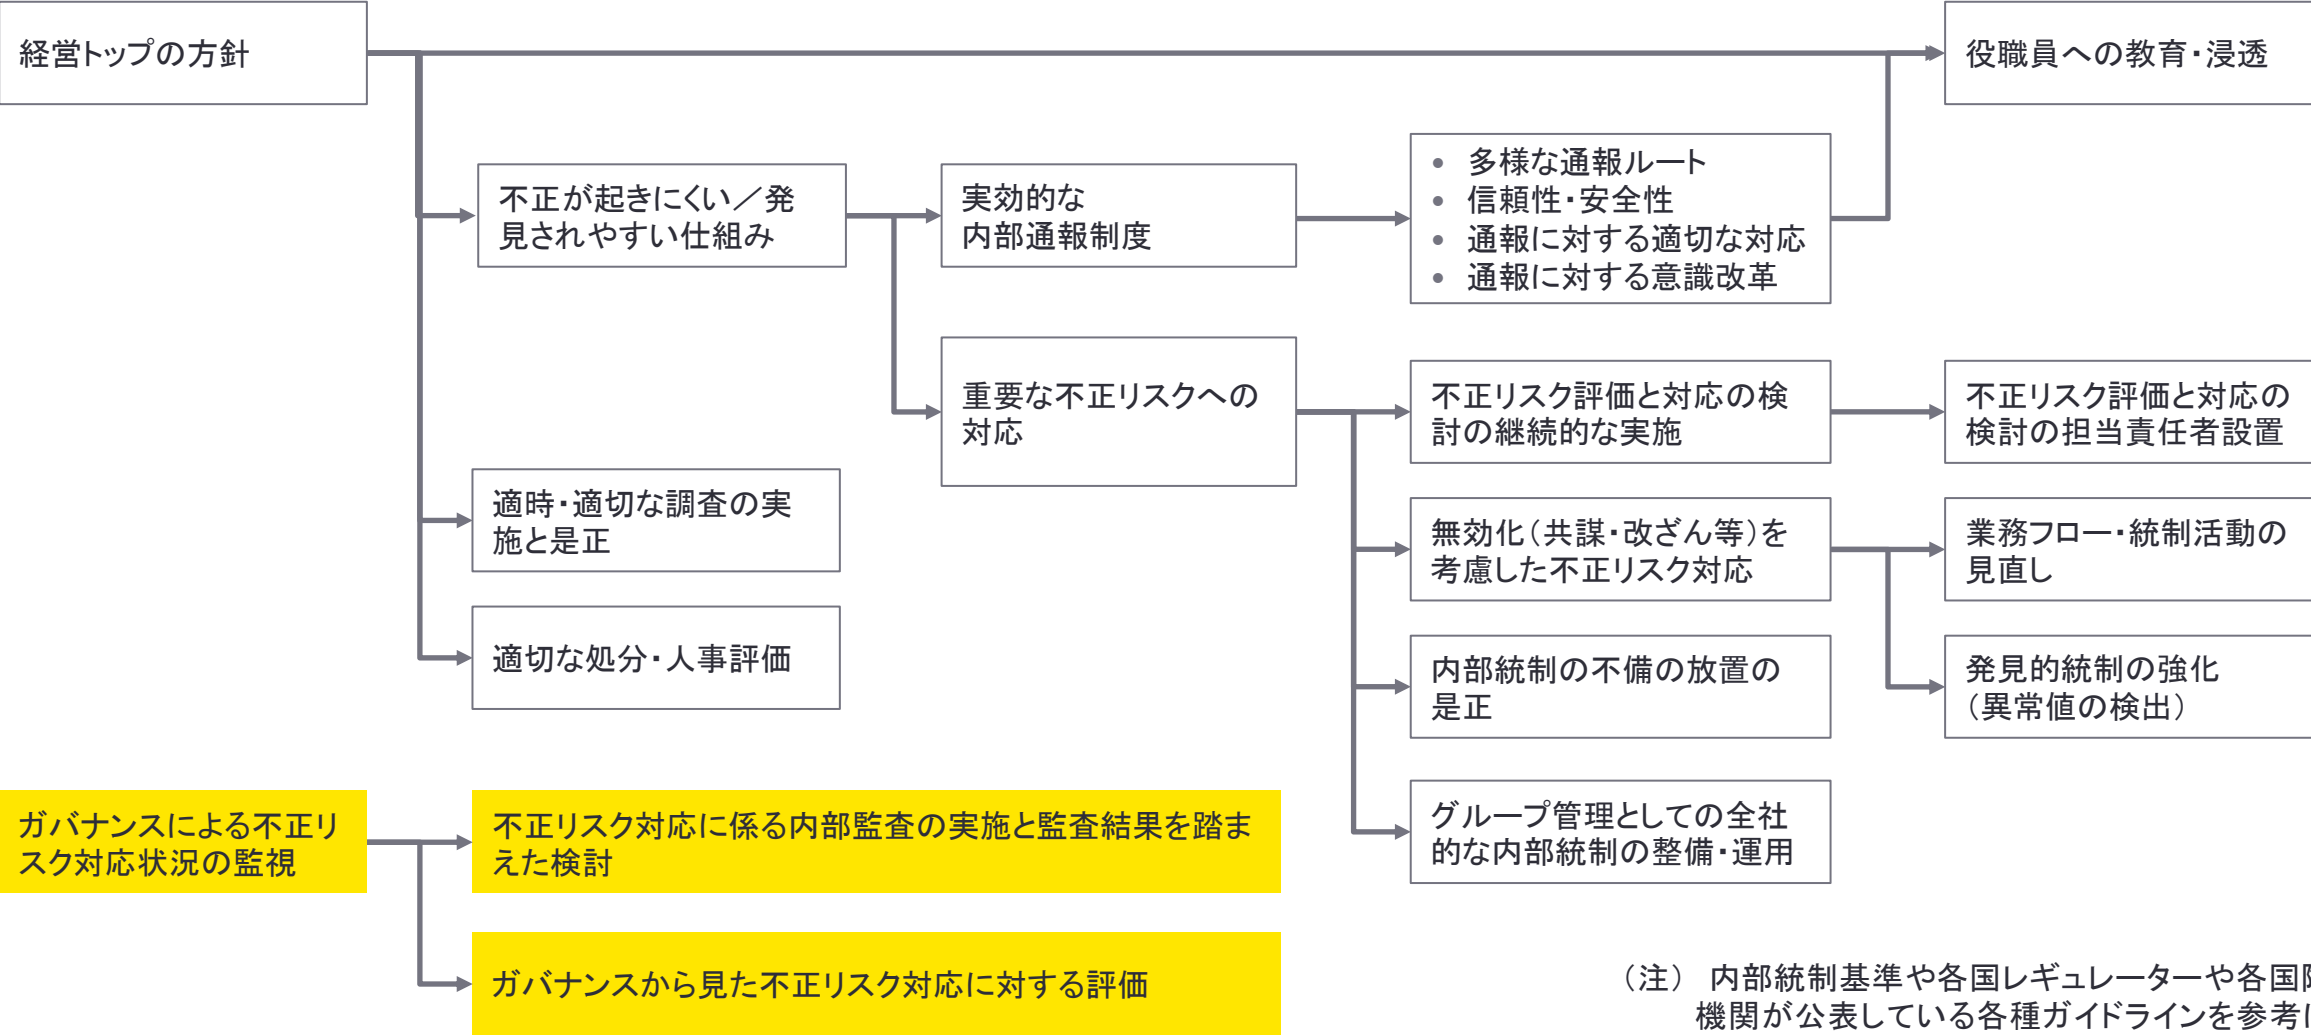 経営トップの方針
役職員への教育・浸透
不正が起きにくい／発
見されやすい仕組み
実効的な
内部通報制度
• 多様な通報ルート
• 信頼性・安全性
• 通報に対する適切な対応
• 通報に対する意識改革
重要な不正リスクへの
対応
不正リスク評価と対応の検
討の継続的な実施
不正リスク評価と対応の
検討の担当責任者設置
適時・適切な調査の実
施と是正
無効化（共謀・改ざん等）を
考慮した不正リスク対応
業務フロー・統制活動の
見直し
適切な処分・人事評価
内部統制の不備の放置の
是正
発見的統制の強化
（異常値の検出）
グループ管理としての全社
的な内部統制の整備・運用
ガバナンスによる不正リ
スク対応状況の監視
不正リスク対応に係る内部監査の実施と監査結果を踏ま
えた検討
ガバナンスから見た不正リスク対応に対する評価
（注） 内部統制基準や各国レギュレーターや各国
機関が公表している各種ガイドラインを参考